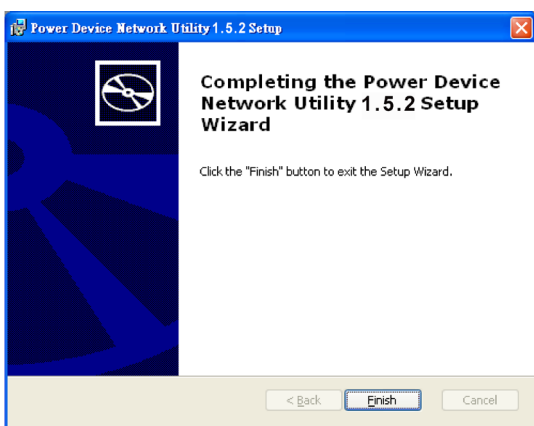 Power Device Network Utility 1.5.2 Setup
Completing the Power Device
Network Utility 1.5.2 Setup
Wizard
Click the "Finish" button to exit the Setup Wizard.
< Back Finish Cancel